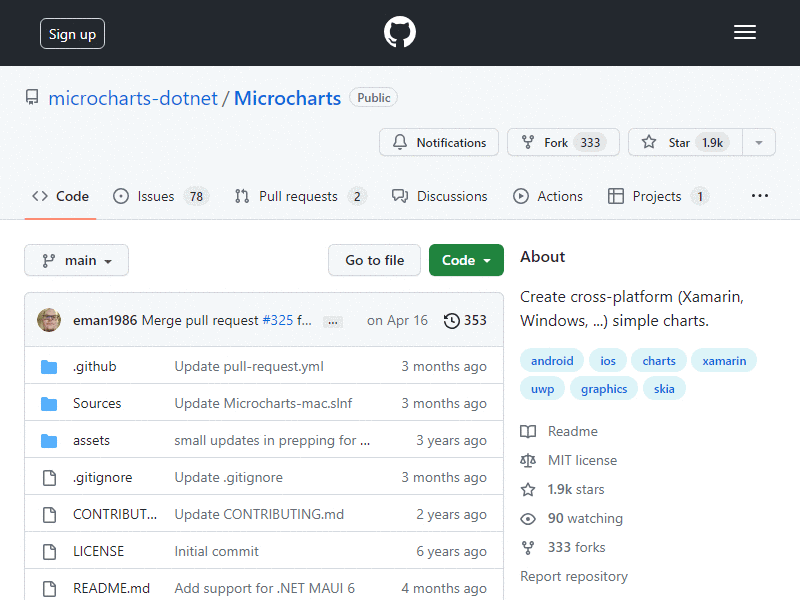 Sign up
microcharts-dotnet / Microcharts Public
Notifications Fork 333 Star 1.9k
Code Issues 78 Pull requests 2 Discussions Actions Projects 1 ...
main Go to file Code
eman1986 Merge pull request #325 f... ... on Apr 16 353
.github Update pull-request.yml 3 months ago
Sources Update Microcharts-mac.slnf 3 months ago
assets small updates in prepping for ... 3 years ago
.gitignore Update .gitignore 3 months ago
CONTRIBUT... Update CONTRIBUTING.md 2 years ago
LICENSE Initial commit 6 years ago
README.md Add support for .NET MAUI 6 4 months ago
About
Create cross-platform (Xamarin,
Windows, ...) simple charts.
android ios charts xamarin
uwp graphics skia
Readme
MIT license
1.9k stars
90 watching
333 forks
Report repository